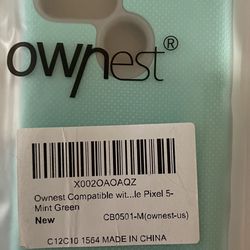 ownest®
X002OAOAQZ
Ownest Compatible wit...le Pixel 5-
Mint Green
New CB0501-M(ownest-us)
C12C10 1564 MADE IN CHINA